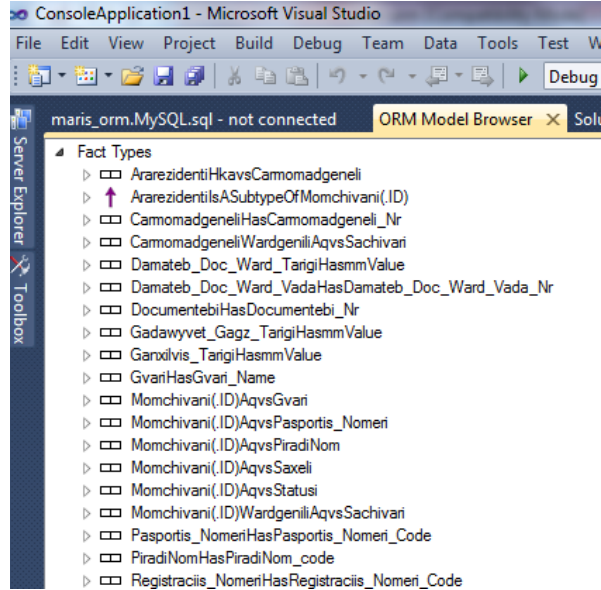 ConsoleApplication1 - Microsoft Visual Studio
File Edit View Project Build Debug Team Data Tools Test
Debug
maris_orm.MySQL.sql - not connected ORM Model Browser
Server Explorer
Toolbox
Fact Types
ArarezidentiHkavsCarmomadgeneli
ArarezidentiIsASubtypeOfMomchivani(.ID)
CarmomadgeneliHasCarmomadgeneli_Nr
CarmomadgeneliWardgeniliAqvsSachivari
Damateb_Doc_Ward_TarigiHasmmValue
Damateb_Doc_Ward_VadaHasDamateb_Doc_Ward_Vada_Nr
DocumentebiHasDocumentebi_Nr
Gadawyvet_Gagz_TarigiHasmmValue
Ganxilvis_TarigiHasmmValue
GvariHasGvari_Name
Momchivani(.ID)AqvsGvari
Momchivani(.ID)AqvsPasportis_Nomeri
Momchivani(.ID)AqvsPiradiNom
Momchivani(.ID)AqvsSaxeli
Momchivani(.ID)AqvsStatusi
Momchivani(.ID)WardgeniliAqvsSachivari
Pasportis_NomeriHasPasportis_Nomeri_Code
PiradiNomHasPiradiNom_code
Registraciis_NomeriHasRegistraciis_Nomeri_Code